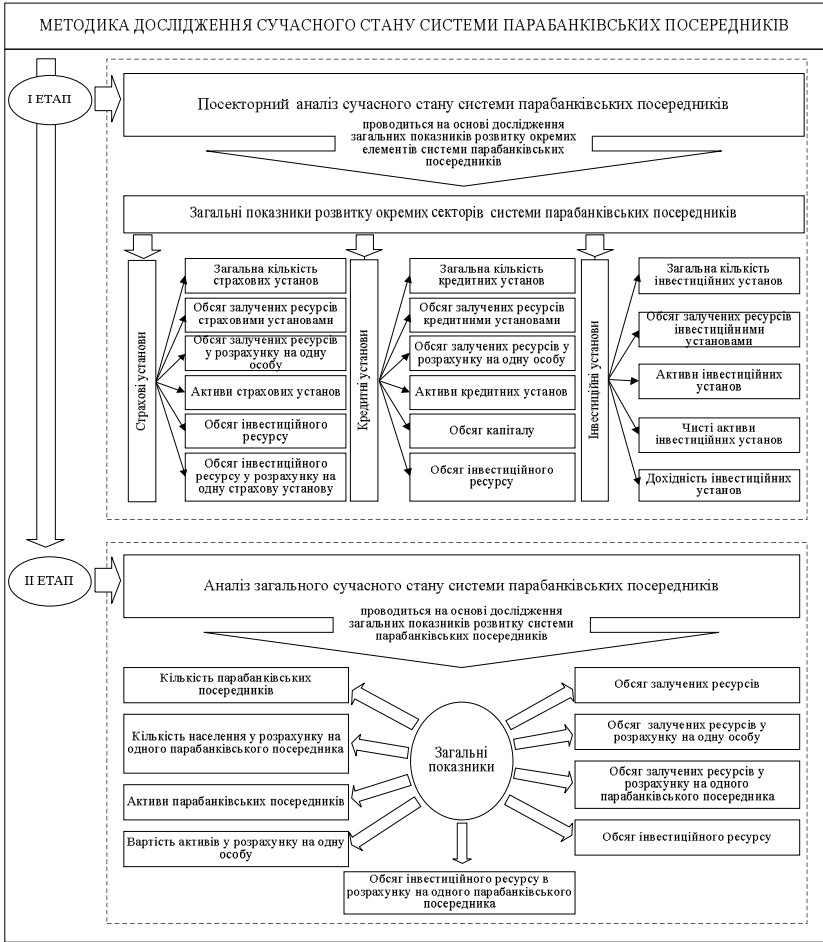 МЕТОДИКА ДОСЛІДЖЕННЯ СУЧАСНОГО СТАНУ СИСТЕМИ ПАРАБАНКІВСЬКИХ ПОСЕРЕДНИКІВ
І ЕТАП
Посекторний аналіз сучасного стану системи парабанківських посередників
проводиться на основі дослідження
загальних показників розвитку окремих
елементів системи парабанківських
посередників
Загальні показники розвитку окремих секторів системи парабанківських посередників
Страхові установи
Загальна кількість
страхових установ
Обсяг залучених ресурсів
страховими установами
Обсяг залучених ресурсів
у розрахунку на одну
особу
Активи страхових установ
Обсяг інвестиційного
ресурсу
Обсяг інвестиційного
ресурсу у розрахунку на
одну страхову установу
Кредитні установи
Загальна кількість
кредитних установ
Обсяг залучених ресурсів
кредитними установами
Обсяг залучених ресурсів у
розрахунку на одну особу
Активи кредитних установ
Обсяг капіталу
Обсяг інвестиційного
ресурсу
Інвестиційні установи
Загальна кількість
інвестиційних установ
Обсяг залучених ресурсів
інвестиційними
установами
Активи інвестиційних
установ
Чисті активи
інвестиційних установ
Дохідність інвестиційних
установ
ІІ ЕТАП
Аналіз загального сучасного стану системи парабанківських посередників
проводиться на основі дослідження
загальних показників розвитку системи
парабанківських посередників
Кількість парабанківських
посередників
Кількість населення у розрахунку на
одного парабанківського посередника
Активи парабанківських посередників
Вартість активів у розрахунку на одну
особу
Загальні
показники
Обсяг залучених ресурсів
Обсяг залучених ресурсів у
розрахунку на одну особу
Обсяг залучених ресурсів у
розрахунку на одного
парабанківського посередника
Обсяг інвестиційного ресурсу
Обсяг інвестиційного ресурсу в
розрахунку на одного парабанківського
посередника